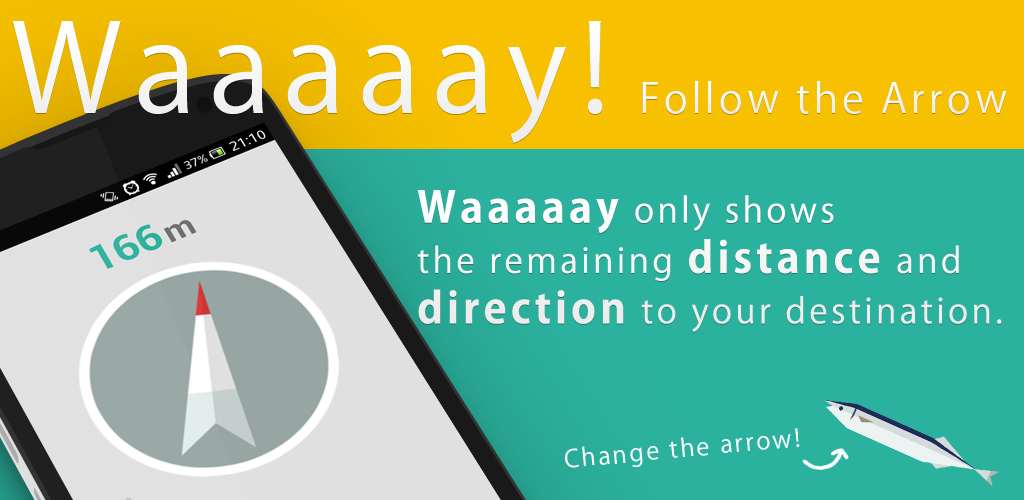 Waaaaay! Follow the Arrow
37% 21:10
166m
Waaaaay only shows
the remaining distance and
direction to your destination.
Change the arrow!